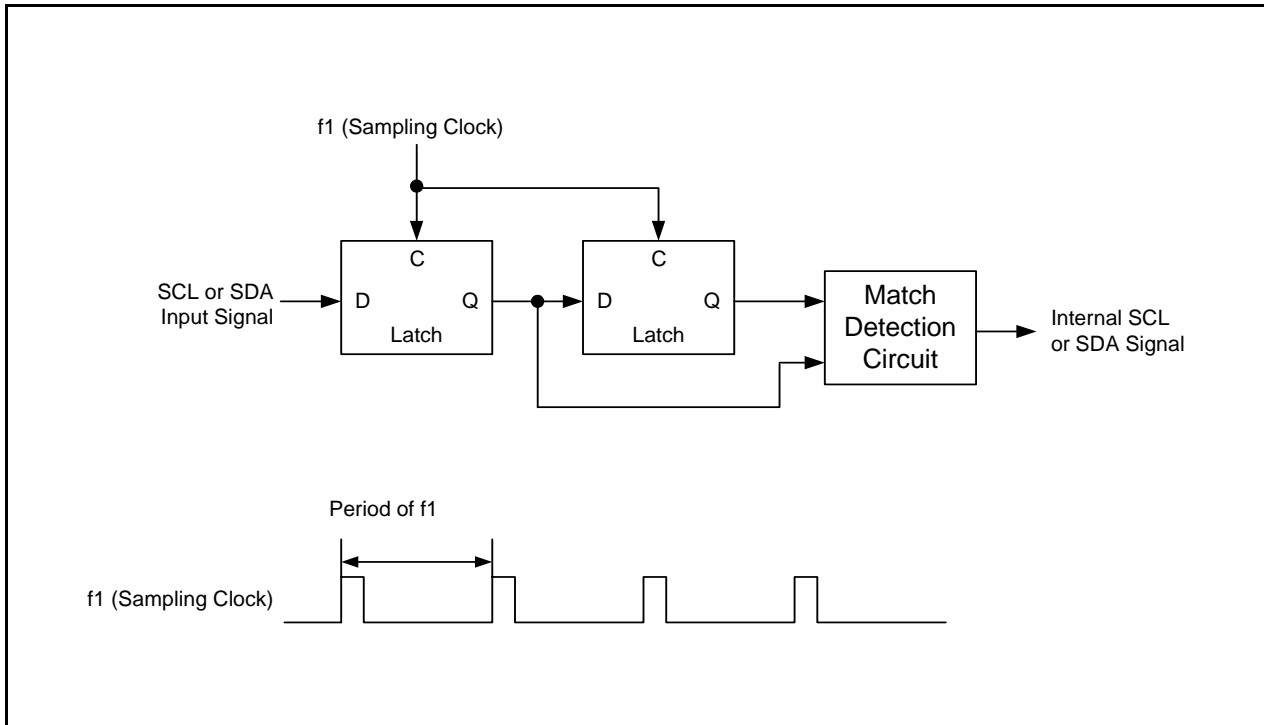 f1 (Sampling Clock)
C
C
SCL or SDA
Input Signal
D
Q
D
Q
Latch
Latch
Match
Detection
Circuit
Internal SCL
or SDA Signal
Period of f1
f1 (Sampling Clock)